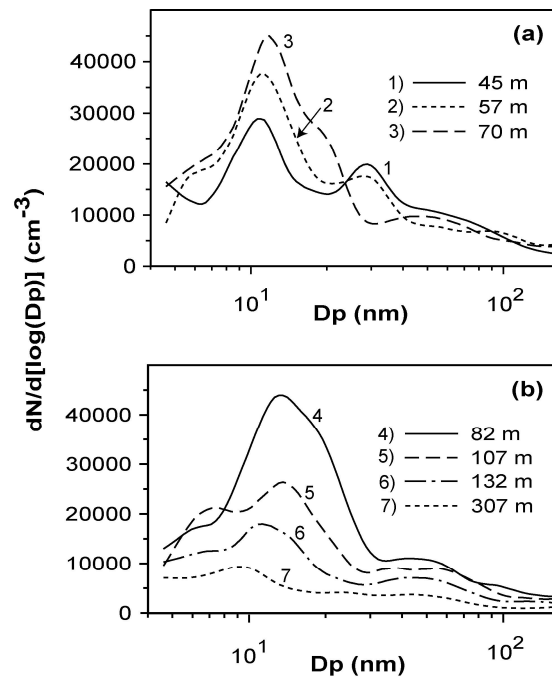 dN/d[log(Dp)] (cm-3)
(a)
40000
30000
20000
10000
0
3
2
1
1) 45 m
2) 57 m
3) 70 m
10^1
10^2
Dp (nm)
(b)
40000
30000
20000
10000
0
4
5
6
7
4) 82 m
5) 107 m
6) 132 m
7) 307 m
10^1
10^2
Dp (nm)